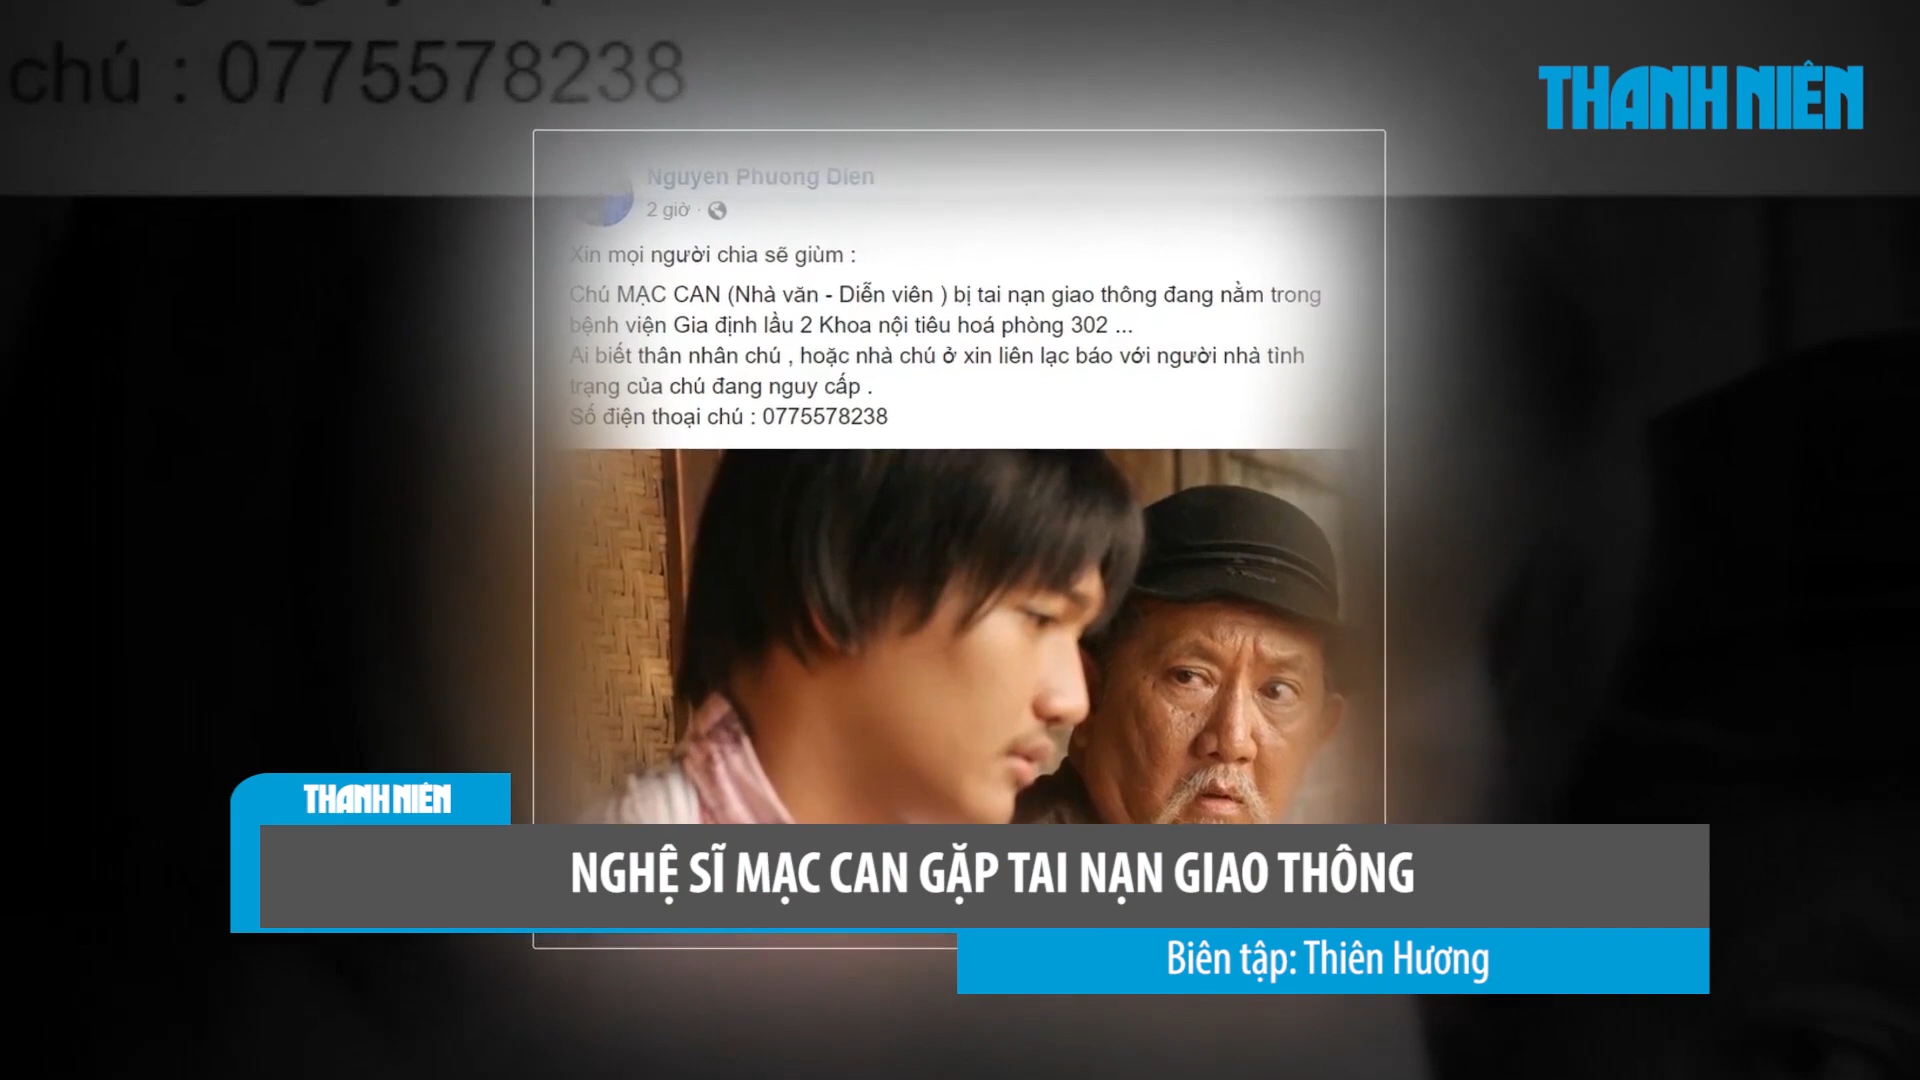 chú : 0775578238
THANH NIÊN
Nguyen Phuong Dien
2 giờ ·
Xin mọi người chia sẽ giùm :
Chú MẠC CAN (Nhà văn - Diễn viên ) bị tai nạn giao thông đang nằm trong
bệnh viện Gia định lầu 2 Khoa nội tiêu hoá phòng 302 ...
Ai biết thân nhân chú , hoặc nhà chú ở xin liên lạc báo với người nhà tình
trạng của chú đang nguy cấp .
Số điện thoại chú : 0775578238
THANH NIÊN
NGHỆ SĨ MẠC CAN GẶP TAI NẠN GIAO THÔNG
Biên tập: Thiên Hương